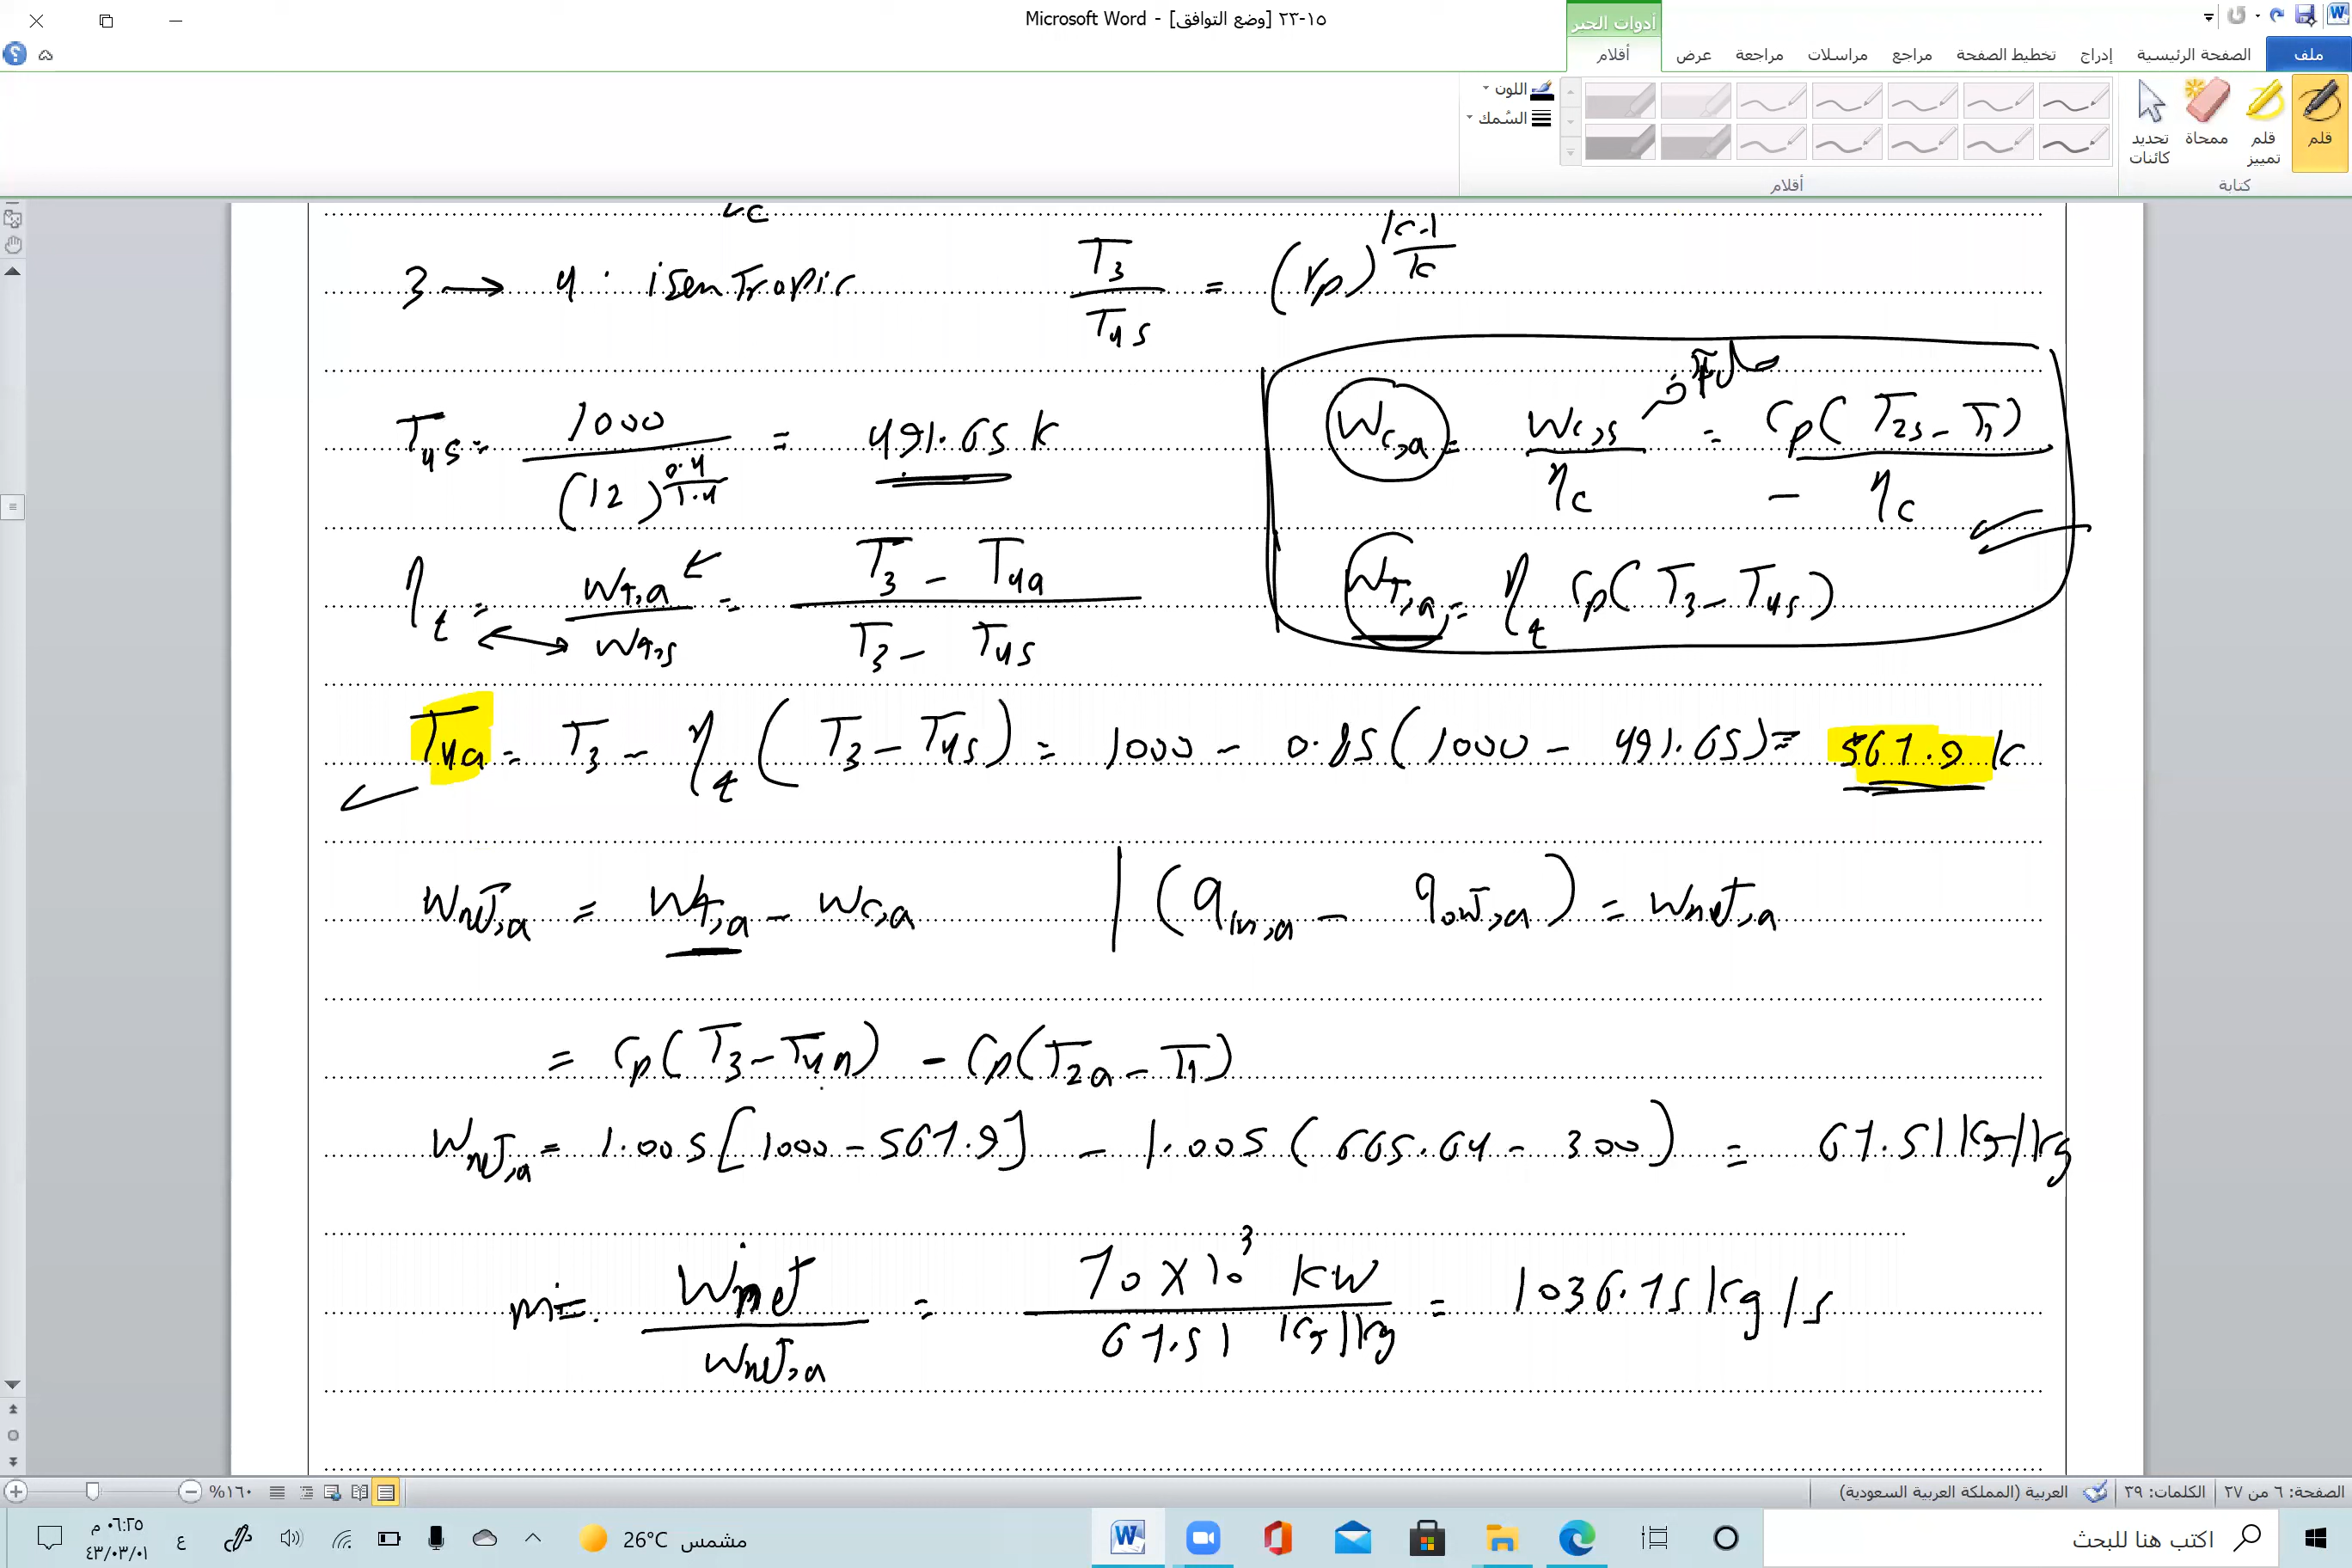 ١٥-٢٣ [وضع التوافق] - Microsoft Word
أدوات الحبر
ملف الصفحة الرئيسية إدراج تخطيط الصفحة مراجع مراسلات مراجعة عرض أقلام
قلم
قلم تمييز
ممحاة
تحديد كائنات
كتابة
اللون
السُمك
أقلام
3 → 4 : isentropic T3 / T4s = (rp)^((k-1)/k)
T4s = 1000 / (12)^(0.4/1.4) = 491.65 k
Wc,a = Wc,s / ηc = Cp(T2s - T1) / ηc
ηt = Wt,a / Wt,s = T3 - T4a / T3 - T4s
Wt,a = ηt Cp(T3 - T4s)
T4a = T3 - ηt (T3 - T4s) = 1000 - 0.85(1000 - 491.65) = 567.9 k
Wnet,a = Wt,a - Wc,a | (qin,a - qout,a) = Wnet,a
= Cp(T3 - T4a) - Cp(T2a - T1)
Wnet,a = 1.005[1000 - 567.9] - 1.005(665.64 - 300) = 67.51 kJ/kg
ṁ = Ẇnet / Wnet,a = 70 x 10^3 kW / 67.51 kJ/kg = 1036.75 kg/s
الصفحة: ٦ من ٢٧ الكلمات: ٣٩ العربية (المملكة العربية السعودية) ١٦٠%
اكتب هنا للبحث
26°C مشمس
ع
٠٦:٢٥ م
٤٣/٠٣/٠١